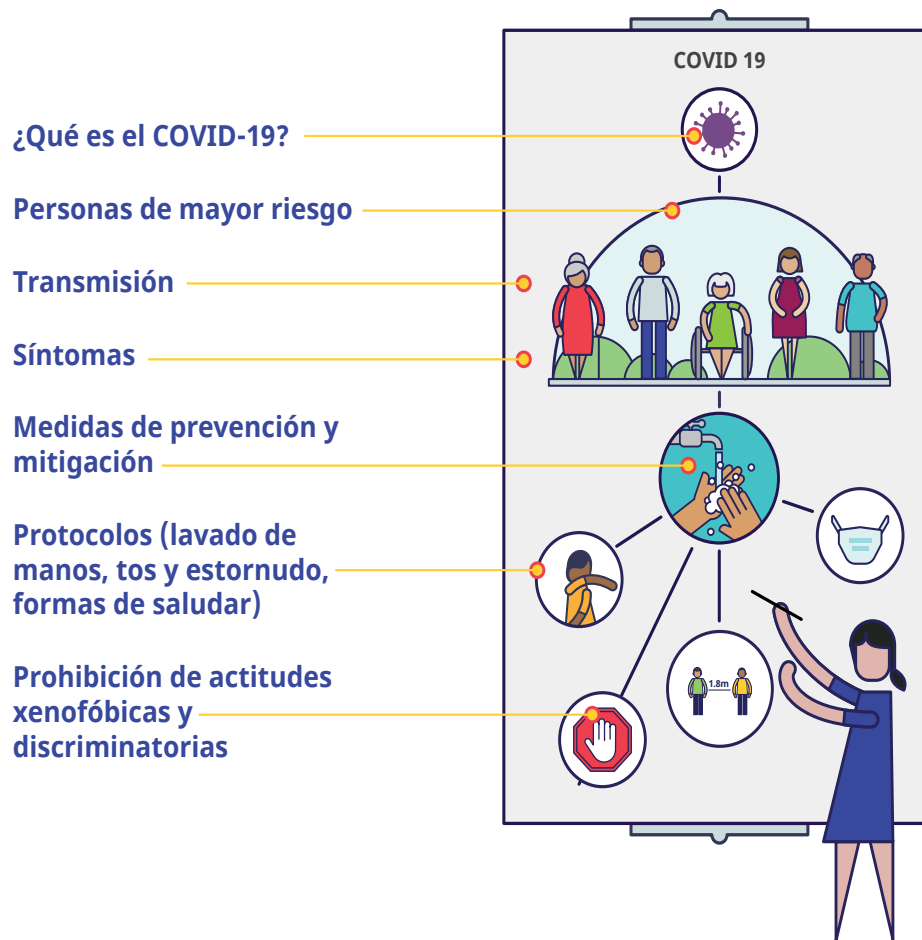 COVID 19
¿Qué es el COVID-19?
Personas de mayor riesgo
Transmisión
Síntomas
Medidas de prevención y
mitigación
Protocolos (lavado de
manos, tos y estornudo,
formas de saludar)
1.8m
Prohibición de actitudes
xenofóbicas y
discriminatorias